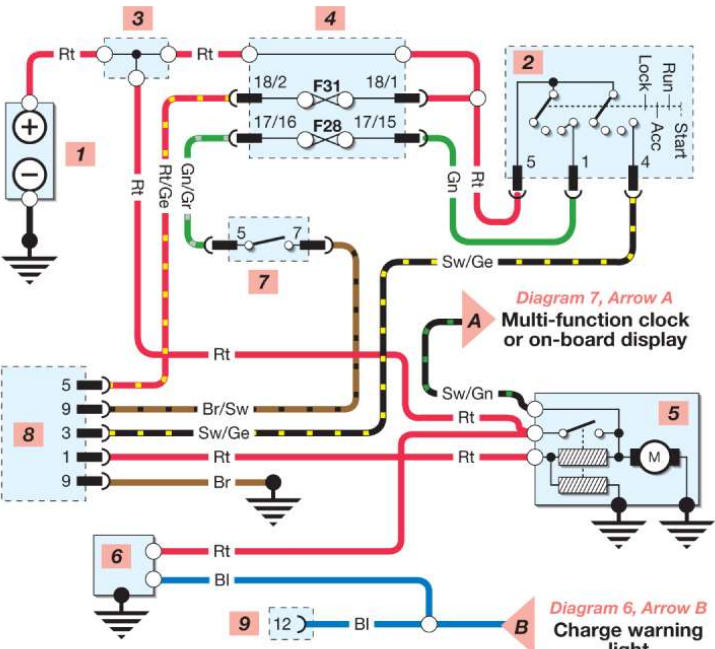 3
4
Rt
Rt
18/2
F31
18/1
17/16
F28
17/15
2
Lock
Run
Acc
Start
5
1
4
+
−
1
Rt
Rt/Ge
Gn/Gr
Gn
Rt
5
7
7
Sw/Ge
A
Diagram 7, Arrow A
Multi-function clock
or on-board display
Rt
Sw/Gn
Rt
5
M
8
5
9
Br/Sw
3
Sw/Ge
1
Rt
Rt
9
Br
6
Rt
Bl
9
12
Bl
B
Diagram 6, Arrow B
Charge warning
light